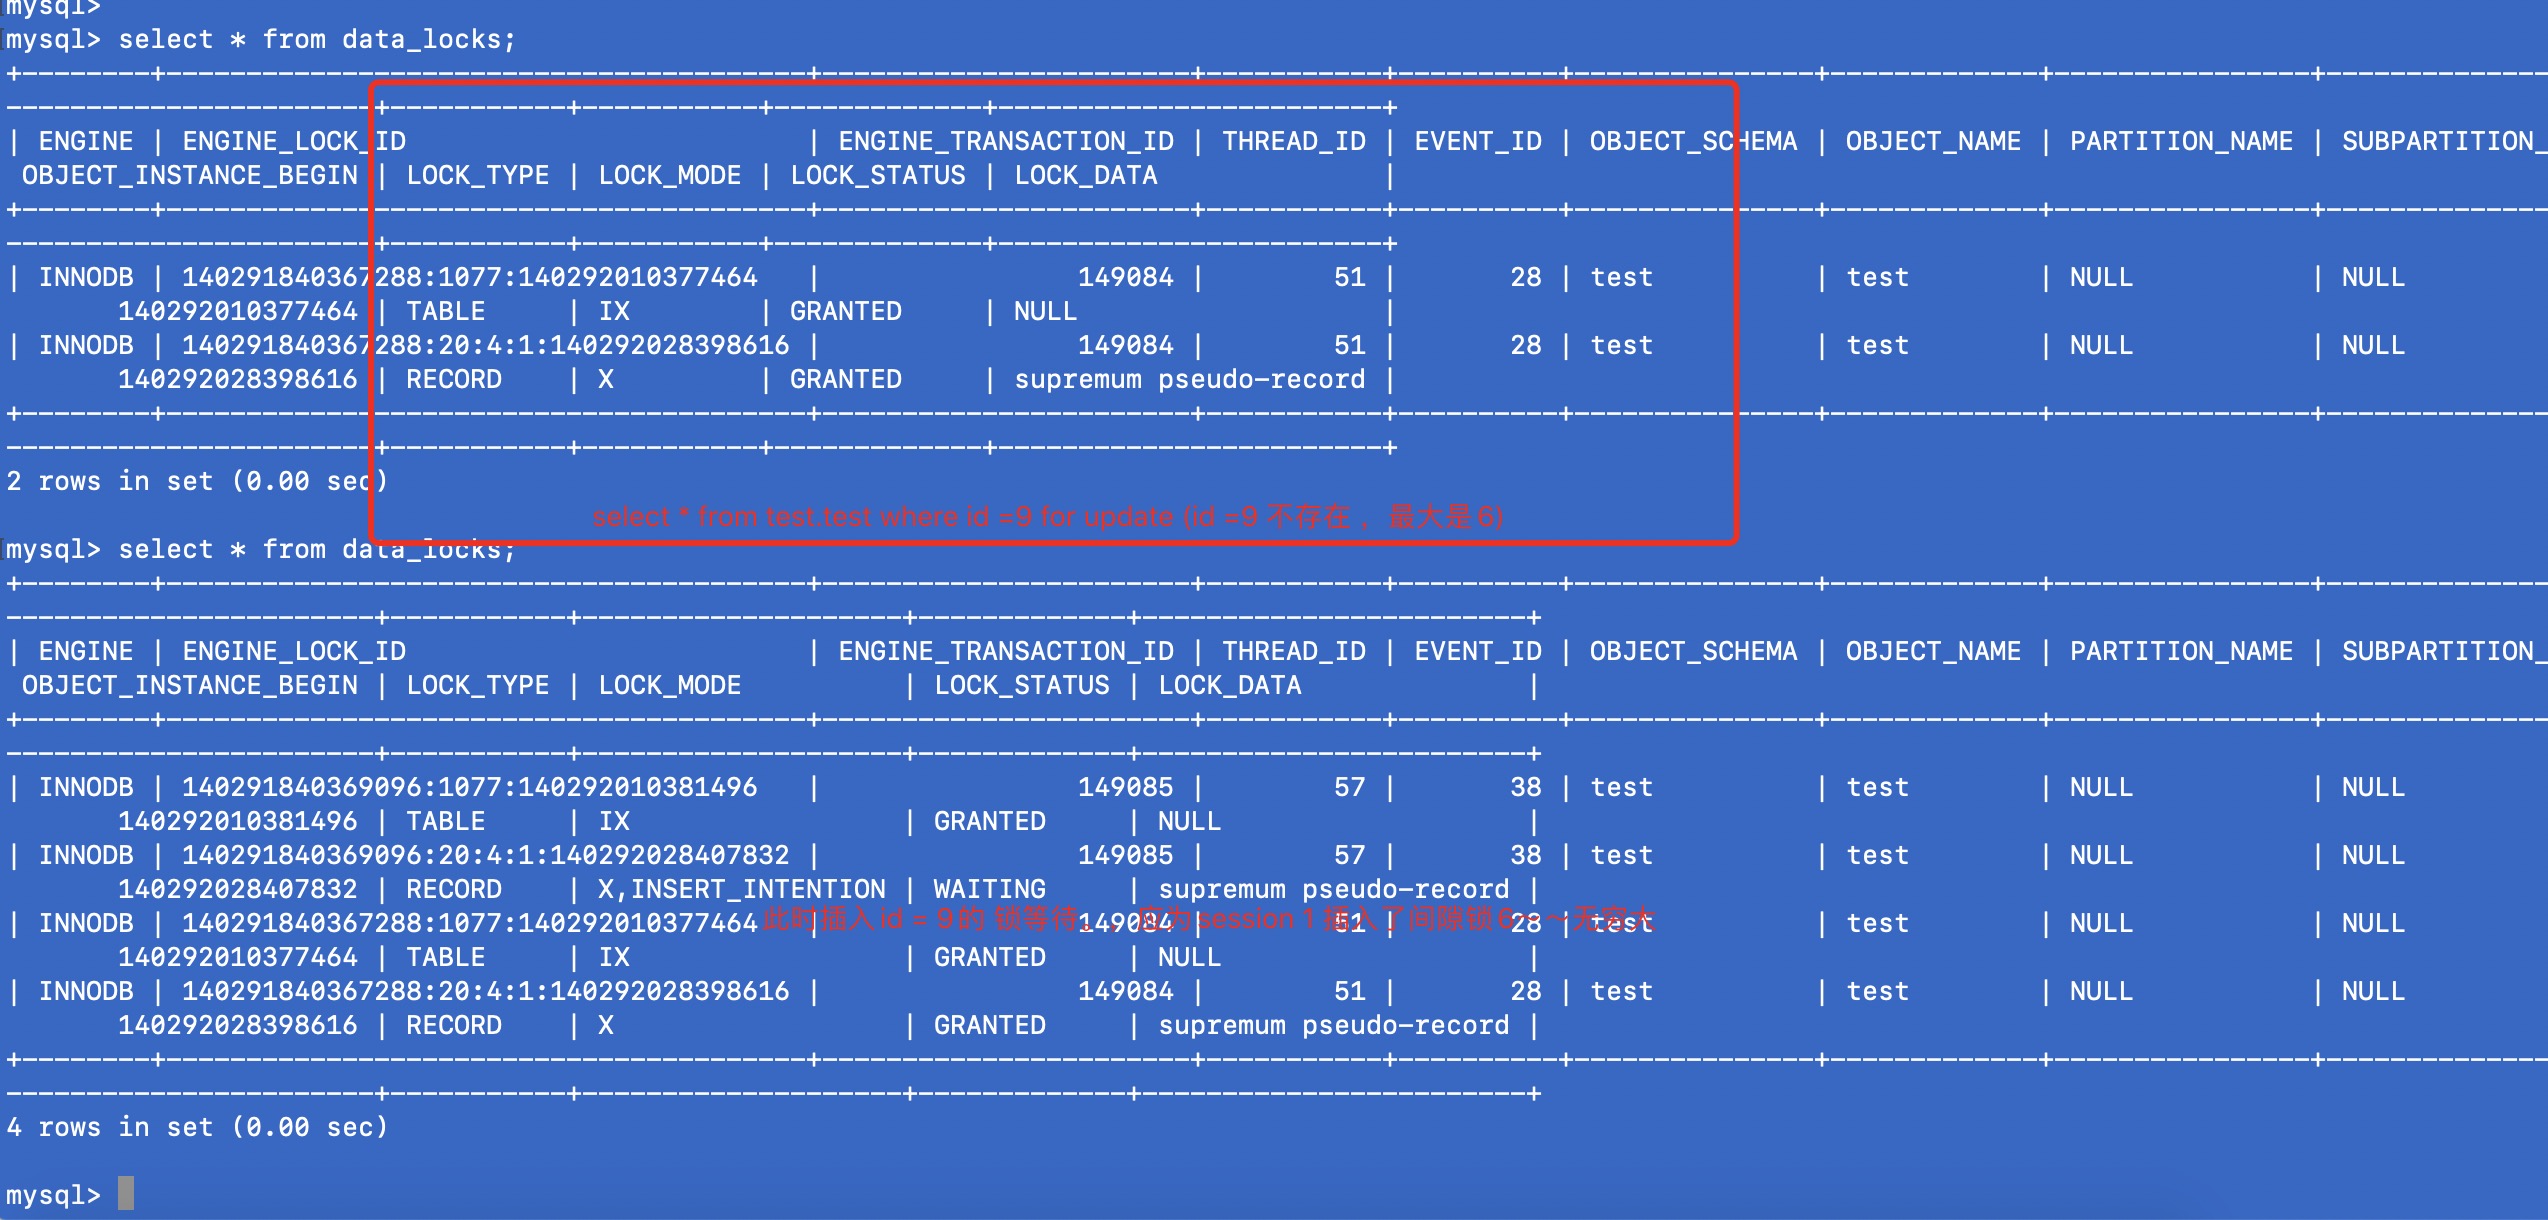 mysql>
mysql> select * from data_locks;
+--------+----------------------------------------+-----------------------+-----------+----------+---------------+-------------+----------------+--------------
-----------------------+-----------+-----------+-------------+------------------------+
| ENGINE | ENGINE_LOCK_ID                         | ENGINE_TRANSACTION_ID | THREAD_ID | EVENT_ID | OBJECT_SCHEMA | OBJECT_NAME | PARTITION_NAME | SUBPARTITION_
 OBJECT_INSTANCE_BEGIN | LOCK_TYPE | LOCK_MODE | LOCK_STATUS | LOCK_DATA              |
+--------+----------------------------------------+-----------------------+-----------+----------+---------------+-------------+----------------+--------------
-----------------------+-----------+-----------+-------------+------------------------+
| INNODB | 140291840367288:1077:140292010377464   |                149084 |        51 |       28 | test          | test        | NULL           | NULL
       140292010377464 | TABLE     | IX        | GRANTED     | NULL                   |
| INNODB | 140291840367288:20:4:1:140292028398616 |                149084 |        51 |       28 | test          | test        | NULL           | NULL
       140292028398616 | RECORD    | X         | GRANTED     | supremum pseudo-record |
+--------+----------------------------------------+-----------------------+-----------+----------+---------------+-------------+----------------+--------------
-----------------------+-----------+-----------+-------------+------------------------+
2 rows in set (0.00 sec)
select * from test.test where id =9 for update (id =9 不存在 ， 最大是 6)
mysql> select * from data_locks;
+--------+----------------------------------------+-----------------------+-----------+----------+---------------+-------------+----------------+--------------
-----------------------+-----------+--------------------+-------------+------------------------+
| ENGINE | ENGINE_LOCK_ID                         | ENGINE_TRANSACTION_ID | THREAD_ID | EVENT_ID | OBJECT_SCHEMA | OBJECT_NAME | PARTITION_NAME | SUBPARTITION_
 OBJECT_INSTANCE_BEGIN | LOCK_TYPE | LOCK_MODE          | LOCK_STATUS | LOCK_DATA              |
+--------+----------------------------------------+-----------------------+-----------+----------+---------------+-------------+----------------+--------------
-----------------------+-----------+--------------------+-------------+------------------------+
| INNODB | 140291840369096:1077:140292010381496   |                149085 |        57 |       38 | test          | test        | NULL           | NULL
       140292010381496 | TABLE     | IX                 | GRANTED     | NULL                   |
| INNODB | 140291840369096:20:4:1:140292028407832 |                149085 |        57 |       38 | test          | test        | NULL           | NULL
       140292028407832 | RECORD    | X,INSERT_INTENTION | WAITING     | supremum pseudo-record |
此时插入 id = 9 的 锁等待。，应为 session 1 插入了间隙锁 6～～无穷大
| INNODB | 140291840367288:1077:140292010377464   |                149084 |        51 |       28 | test          | test        | NULL           | NULL
       140292010377464 | TABLE     | IX                 | GRANTED     | NULL                   |
| INNODB | 140291840367288:20:4:1:140292028398616 |                149084 |        51 |       28 | test          | test        | NULL           | NULL
       140292028398616 | RECORD    | X                  | GRANTED     | supremum pseudo-record |
+--------+----------------------------------------+-----------------------+-----------+----------+---------------+-------------+----------------+--------------
-----------------------+-----------+--------------------+-------------+------------------------+
4 rows in set (0.00 sec)
mysql>